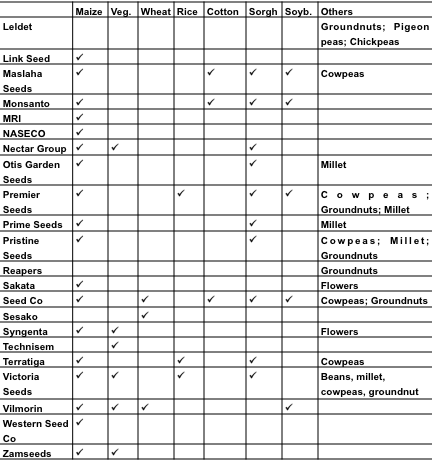 Maize Veg. Wheat Rice Cotton Sorgh Soyb. Others
Leldet Groundnuts; Pigeon
peas; Chickpeas
Link Seed ✓
Maslaha ✓ ✓ ✓ ✓ Cowpeas
Seeds
Monsanto ✓ ✓ ✓ ✓
MRI ✓
NASECO ✓
Nectar Group ✓ ✓ ✓
Otis Garden ✓ ✓ Millet
Seeds
Premier ✓ ✓ ✓ ✓ Cowpeas;
Seeds Groundnuts; Millet
Prime Seeds ✓ ✓ Millet
Pristine ✓ ✓ Cowpeas; Millet;
Seeds Groundnuts
Reapers Groundnuts
Sakata ✓ Flowers
Seed Co ✓ ✓ ✓ ✓ ✓ Cowpeas; Groundnuts
Sesako ✓
Syngenta ✓ ✓ Flowers
Technisem ✓
Terratiga ✓ ✓ ✓ Cowpeas
Victoria ✓ ✓ ✓ ✓ Beans, millet,
Seeds cowpeas, groundnut
Vilmorin ✓ ✓ ✓ ✓
Western Seed ✓
Co
Zamseeds ✓ ✓